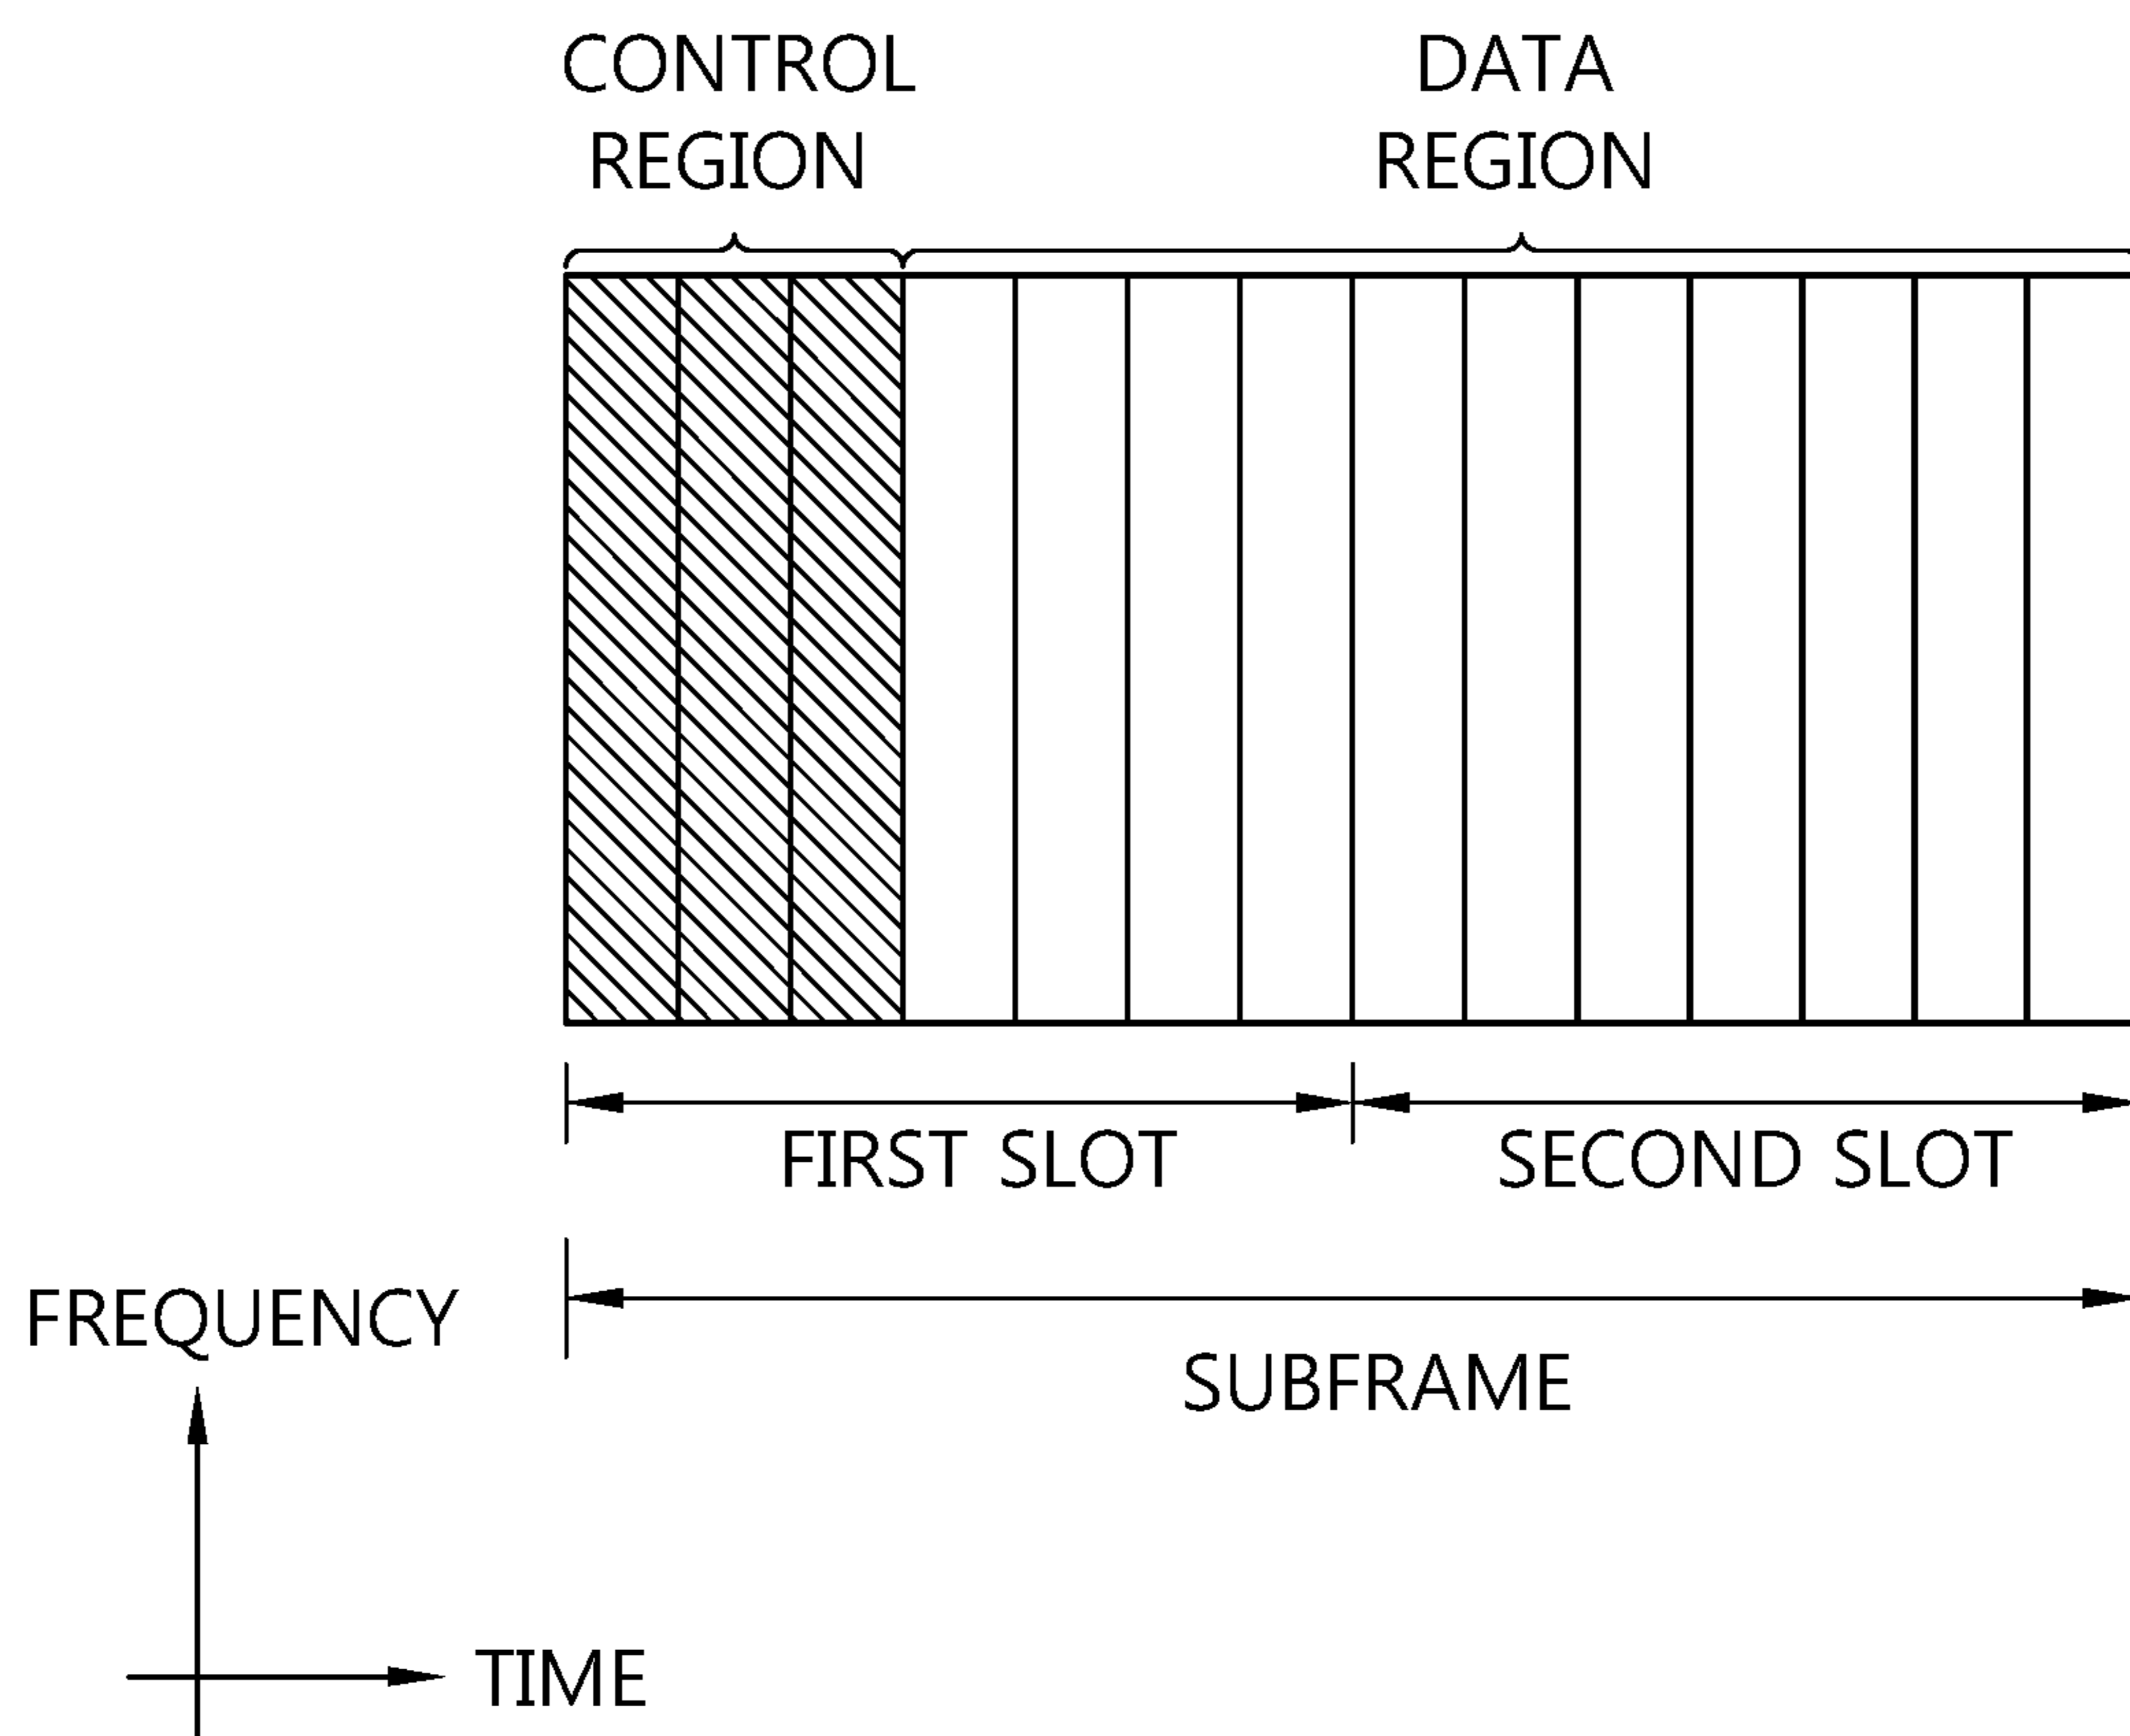 CONTROL
REGION
DATA
REGION
FIRST SLOT
SECOND SLOT
SUBFRAME
FREQUENCY
TIME